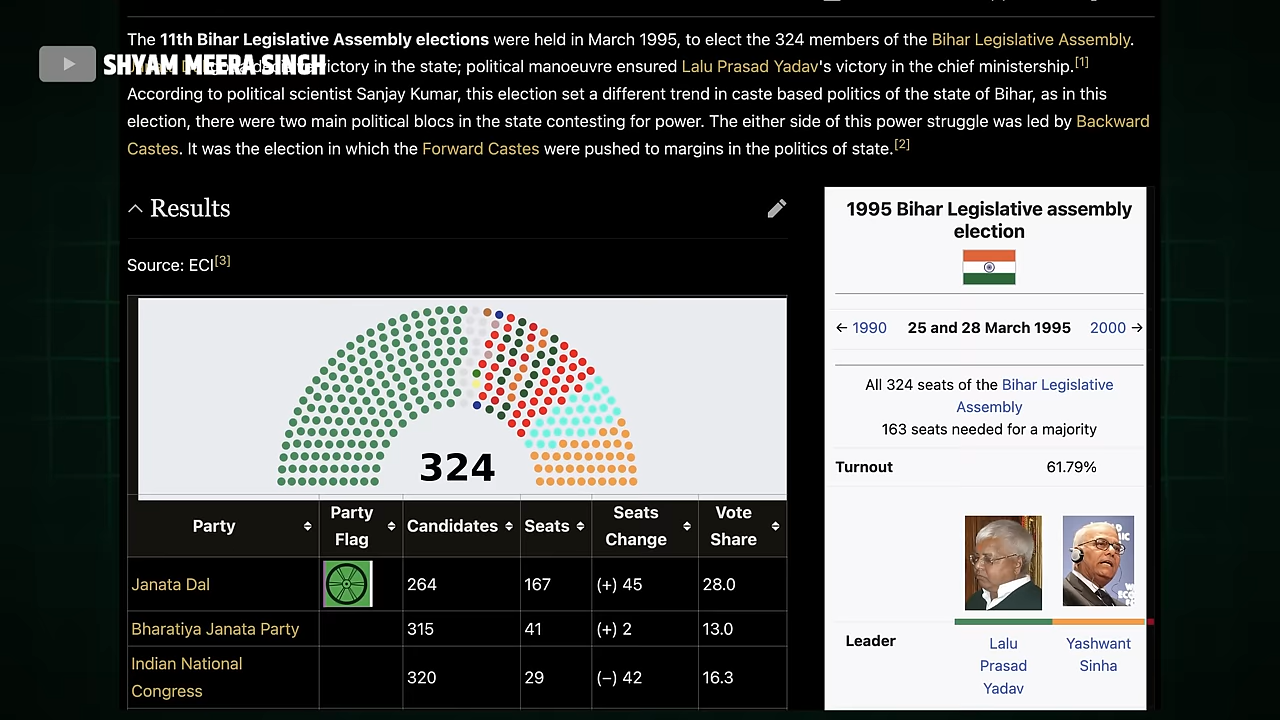 The 11th Bihar Legislative Assembly elections were held in March 1995, to elect the 324 members of the Bihar Legislative Assembly.
SHYAM MEERA SINGH
victory in the state; political manoeuvre ensured Lalu Prasad Yadav's victory in the chief ministership.[1]
According to political scientist Sanjay Kumar, this election set a different trend in caste based politics of the state of Bihar, as in this
election, there were two main political blocs in the state contesting for power. The either side of this power struggle was led by Backward
Castes. It was the election in which the Forward Castes were pushed to margins in the politics of state.[2]
Results
Source: ECI[3]
324
Party Party Flag Candidates Seats Seats Change Vote Share
Janata Dal 264 167 (+) 45 28.0
Bharatiya Janata Party 315 41 (+) 2 13.0
Indian National
Congress 320 29 (−) 42 16.3
1995 Bihar Legislative assembly
election
← 1990 25 and 28 March 1995 2000 →
All 324 seats of the Bihar Legislative
Assembly
163 seats needed for a majority
Turnout 61.79%
Leader Lalu Prasad Yadav Yashwant Sinha